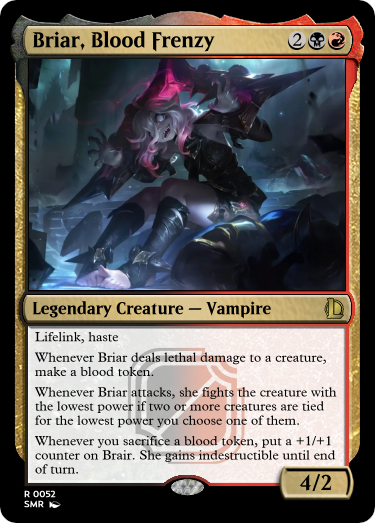 Briar, Blood Frenzy 2
Legendary Creature — Vampire
Lifelink, haste
Whenever Briar deals lethal damage to a creature,
make a blood token.
Whenever Briar attacks, she fights the creature with
the lowest power if two or more creatures are tied
for the lowest power you choose one of them.
Whenever you sacrifice a blood token, put a +1/+1
counter on Brair. She gains indestructible until end
of turn.
4/2
R 0052
SMR